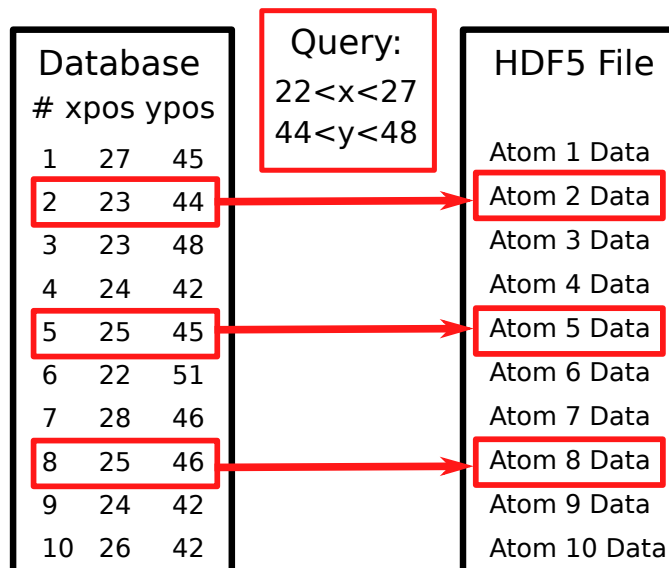 Database
# xpos ypos
1 27 45
2 23 44
3 23 48
4 24 42
5 25 45
6 22 51
7 28 46
8 25 46
9 24 42
10 26 42
Query:
22<x<27
44<y<48
HDF5 File
Atom 1 Data
Atom 2 Data
Atom 3 Data
Atom 4 Data
Atom 5 Data
Atom 6 Data
Atom 7 Data
Atom 8 Data
Atom 9 Data
Atom 10 Data